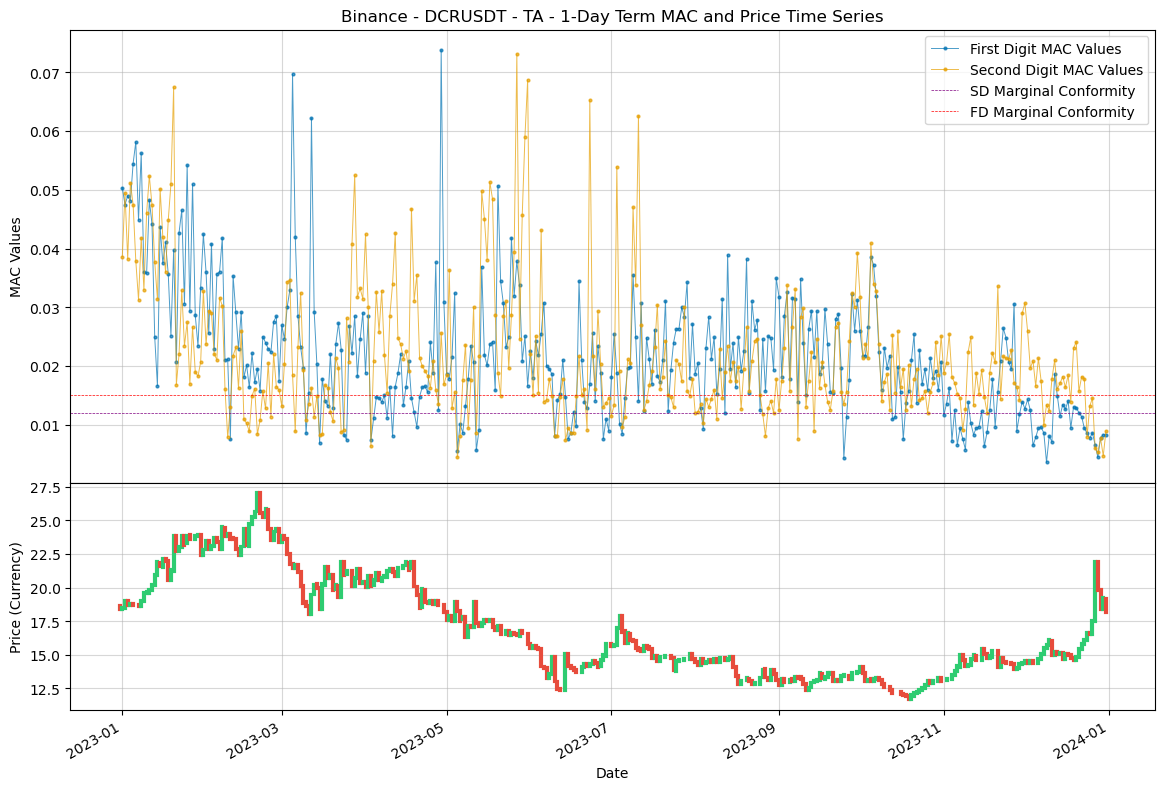 Binance - DCRUSDT - TA - 1-Day Term MAC and Price Time Series
First Digit MAC Values
Second Digit MAC Values
SD Marginal Conformity
FD Marginal Conformity
MAC Values
0.07
0.06
0.05
0.04
0.03
0.02
0.01
Price (Currency)
27.5
25.0
22.5
20.0
17.5
15.0
12.5
2023-01
2023-03
2023-05
2023-07
2023-09
2023-11
2024-01
Date